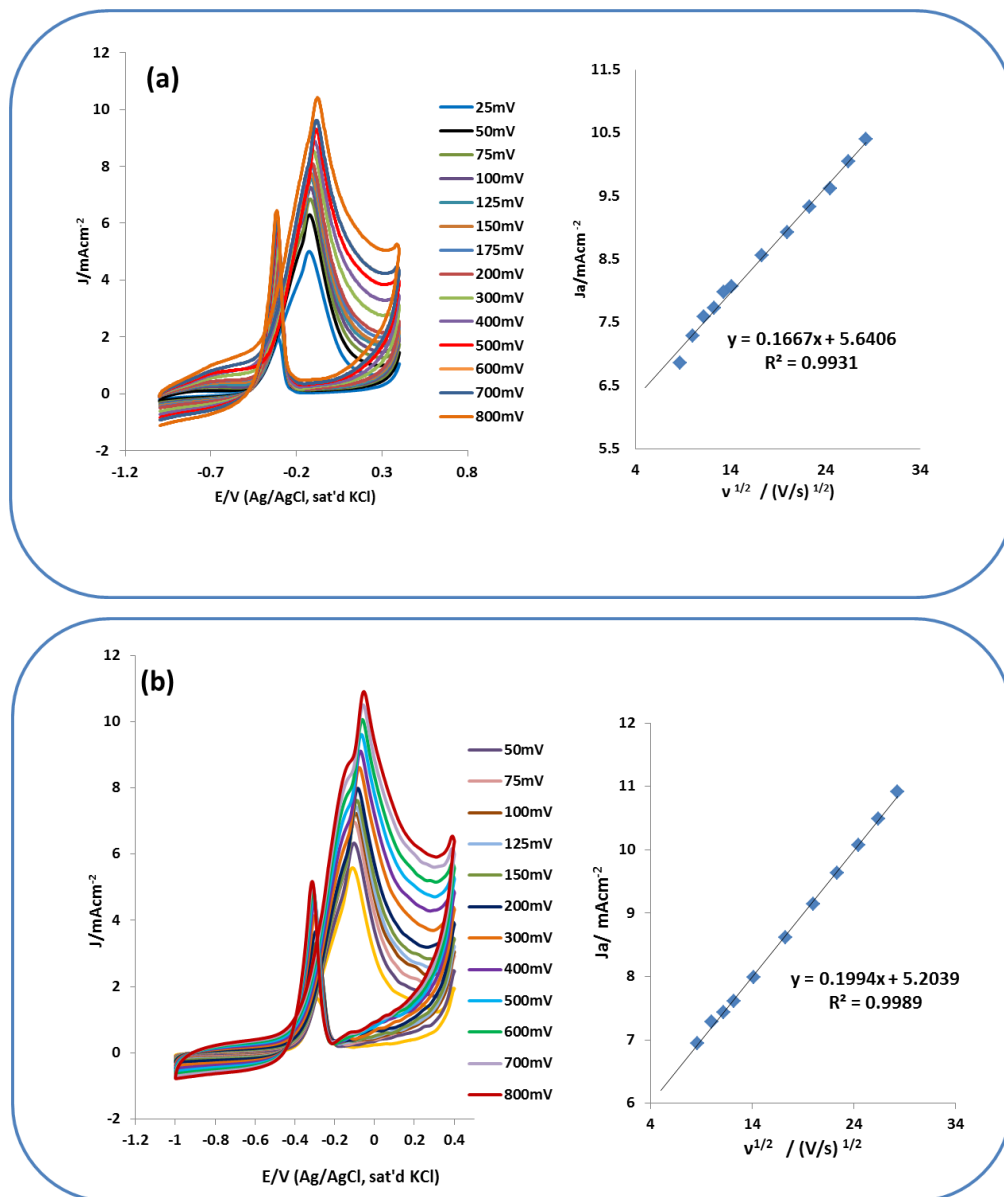 (a)
J/mAcm-2
12
10
8
6
4
2
0
-2
-1.2 -0.7 -0.2 0.3 0.8
E/V (Ag/AgCl, sat'd KCl)
25mV
50mV
75mV
100mV
125mV
150mV
175mV
200mV
300mV
400mV
500mV
600mV
700mV
800mV
Ja/mAcm-2
11.5
10.5
9.5
8.5
7.5
6.5
5.5
y = 0.1667x + 5.6406
R² = 0.9931
4 14 24 34
ν 1/2 / (V/s) 1/2)
(b)
J/mAcm-2
12
10
8
6
4
2
0
-2
-1.2 -1 -0.8 -0.6 -0.4 -0.2 0 0.2 0.4
E/V (Ag/AgCl, sat'd KCl)
50mV
75mV
100mV
125mV
150mV
200mV
300mV
400mV
500mV
600mV
700mV
800mV
Ja/ mAcm-2
12
11
10
9
8
7
6
y = 0.1994x + 5.2039
R² = 0.9989
4 14 24 34
ν1/2 / (V/s) 1/2